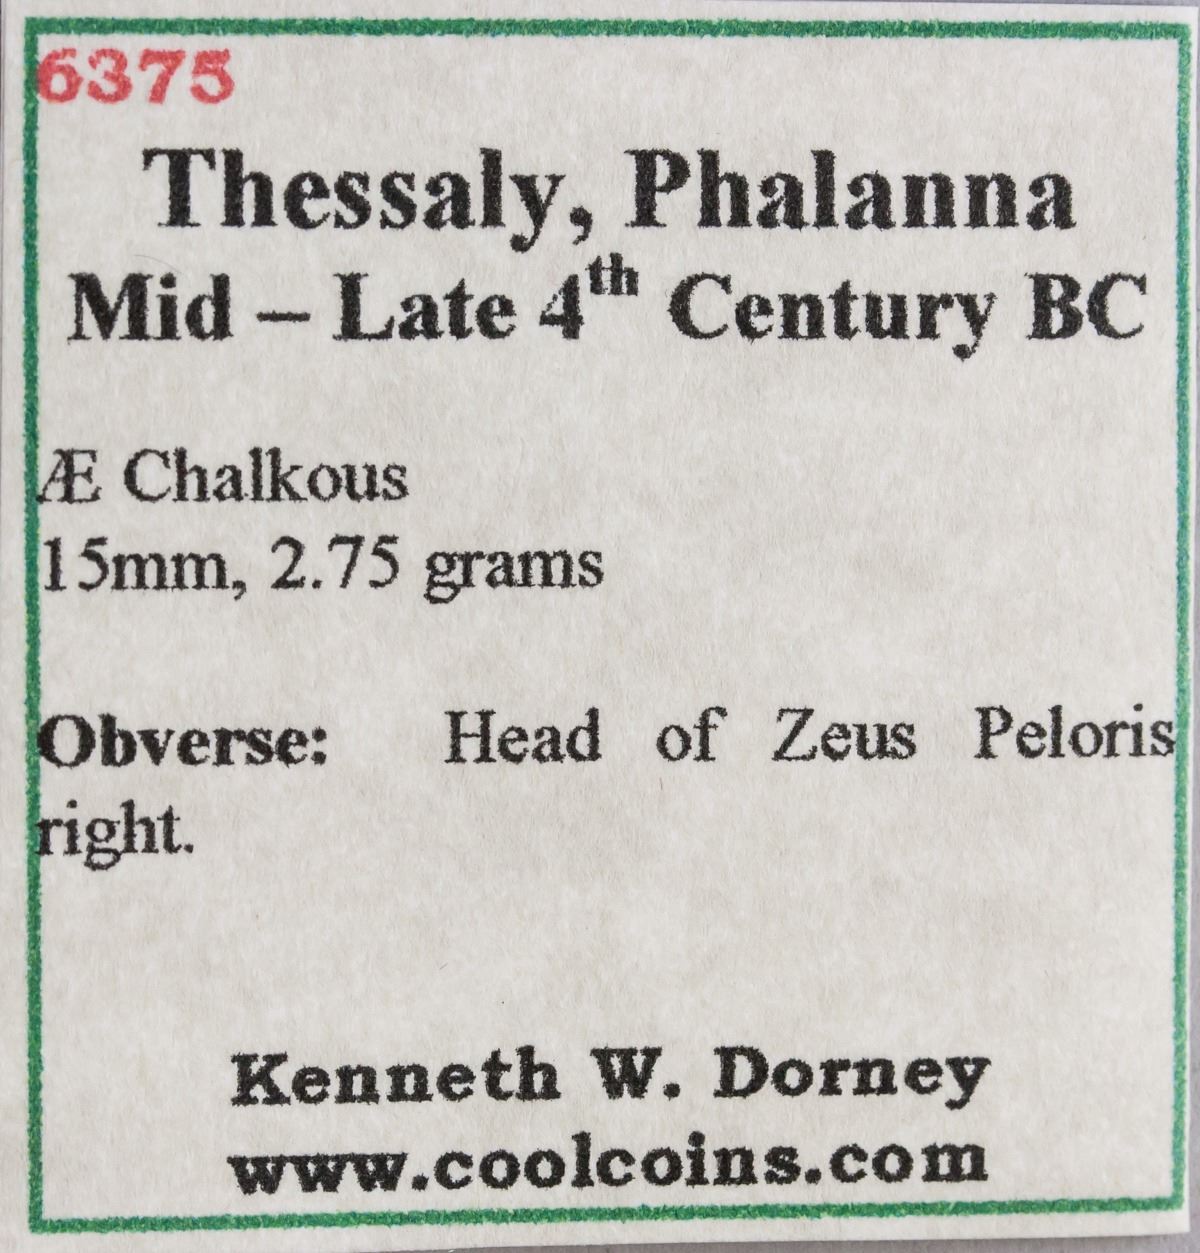 6375
Thessaly, Phalanna
Mid – Late 4th Century BC
Æ Chalkous
15mm, 2.75 grams
Obverse: Head of Zeus Peloris
right.
Kenneth W. Dorney
www.coolcoins.com